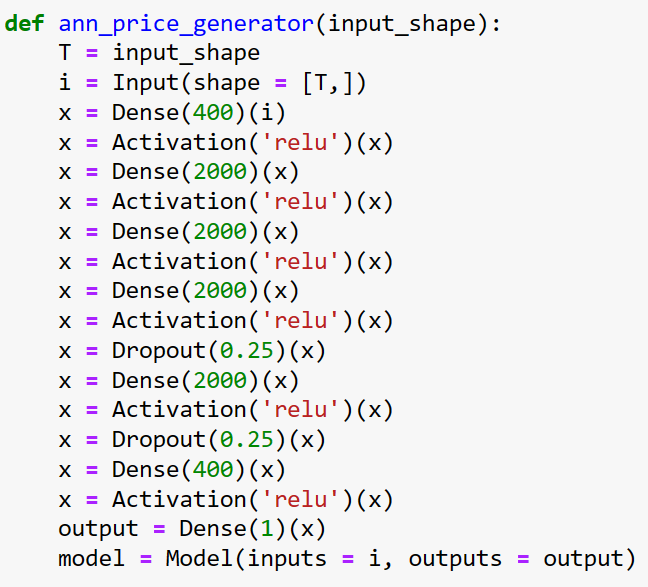 def ann_price_generator(input_shape):
    T = input_shape
    i = Input(shape = [T,])
    x = Dense(400)(i)
    x = Activation('relu')(x)
    x = Dense(2000)(x)
    x = Activation('relu')(x)
    x = Dense(2000)(x)
    x = Activation('relu')(x)
    x = Dense(2000)(x)
    x = Activation('relu')(x)
    x = Dropout(0.25)(x)
    x = Dense(2000)(x)
    x = Activation('relu')(x)
    x = Dropout(0.25)(x)
    x = Dense(400)(x)
    x = Activation('relu')(x)
    output = Dense(1)(x)
    model = Model(inputs = i, outputs = output)